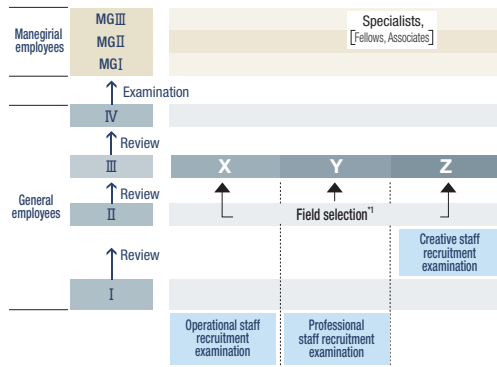 Manegirial
employees
MGⅢ
MGⅡ
MGⅠ
Specialists,
[Fellows, Associates]
Examination
Ⅳ
Review
Ⅲ
X
Y
Z
Review
General
employees
Ⅱ
Field selection*1
Creative staff
recruitment
examination
Review
Ⅰ
Operational staff
recruitment
examination
Professional
staff recruitment
examination